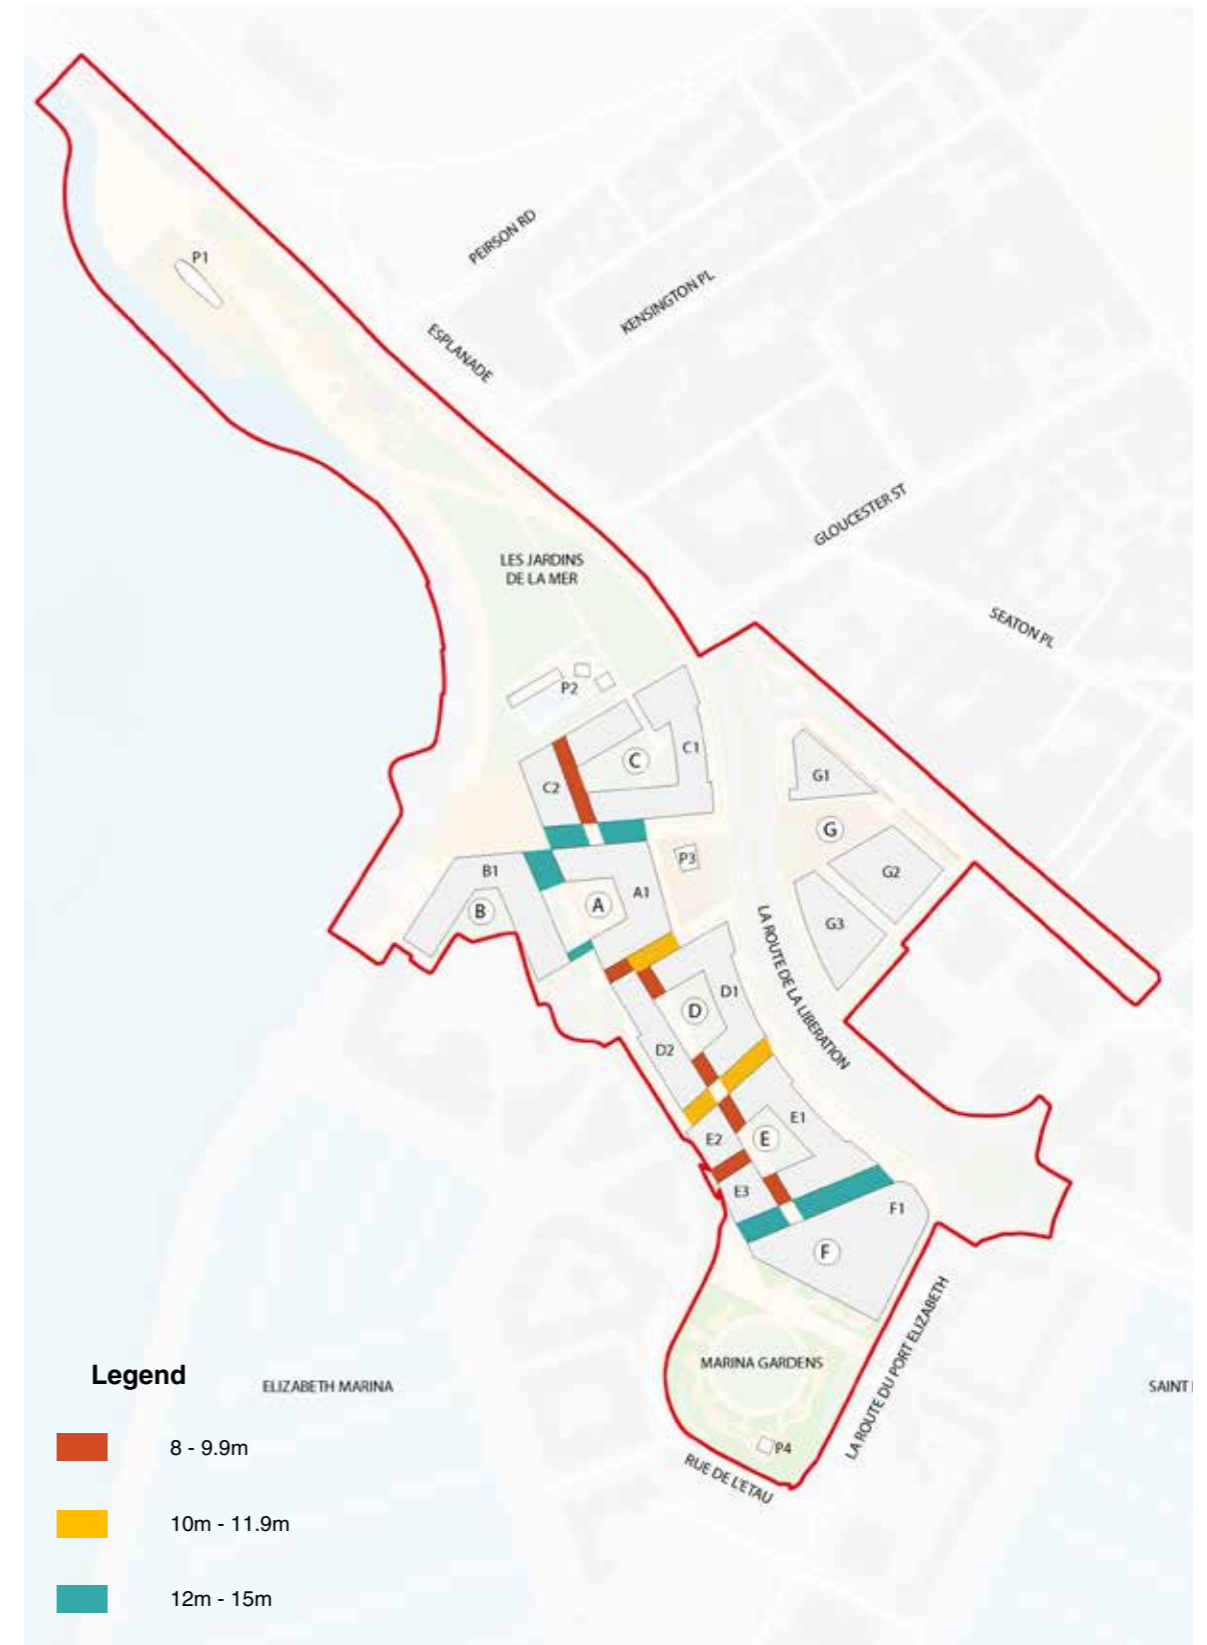 P1
PEIRSON RD
KENSINGTON PL
ESPLANADE
GLOUCESTER ST
LES JARDINS
DE LA MER
SEATON PL
P2
C
C1
C2
G1
G
G2
G3
P3
B1
B
A
A1
LA ROUTE DE LA LIBERATION
D
D1
D2
E1
E
E2
E3
F1
F
LA ROUTE DU PORT ELIZABETH
MARINA GARDENS
P4
RUE DE L'ETAU
Legend
ELIZABETH MARINA
SAINT
8 - 9.9m
10m - 11.9m
12m - 15m